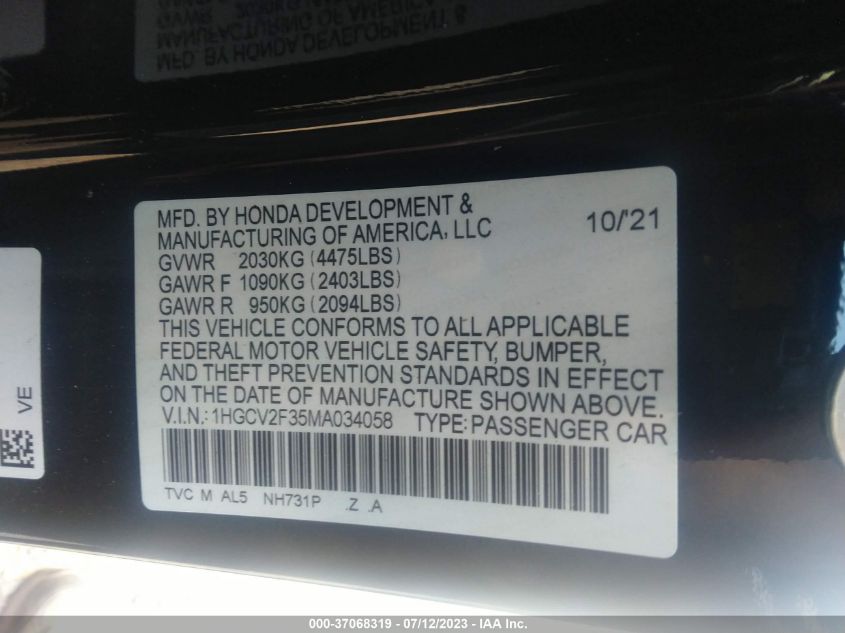 MFD. BY HONDA DEVELOPMENT &
MANUFACTURING OF AMERICA, LLC 10/'21
GVWR 2030KG (4475LBS)
GAWR F 1090KG (2403LBS)
GAWR R 950KG (2094LBS)
THIS VEHICLE CONFORMS TO ALL APPLICABLE
FEDERAL MOTOR VEHICLE SAFETY, BUMPER,
AND THEFT PREVENTION STANDARDS IN EFFECT
ON THE DATE OF MANUFACTURE SHOWN ABOVE.
V.I.N.: 1HGCV2F35MA034058 TYPE: PASSENGER CAR
TVC M AL5 NH731P .Z .A
VE
000-37068319 - 07/12/2023 - IAA Inc.